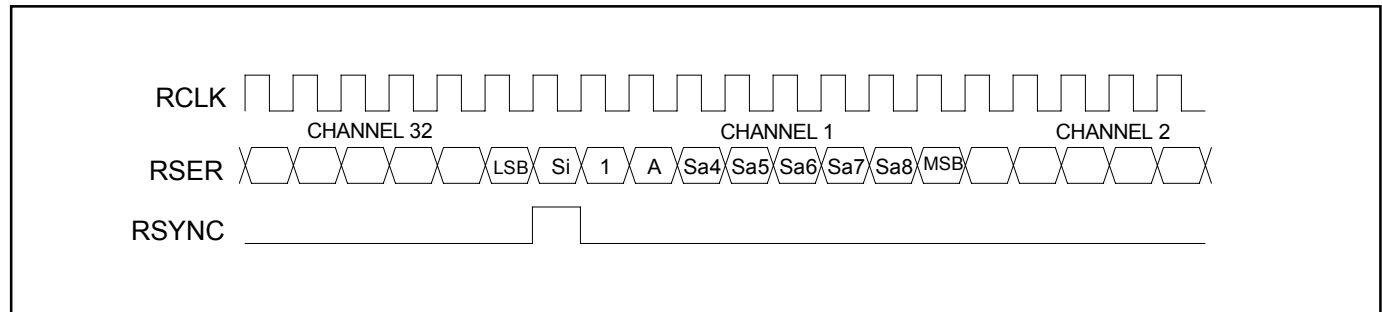 RCLK
CHANNEL 32 CHANNEL 1 CHANNEL 2
RSER LSB Si 1 A Sa4 Sa5 Sa6 Sa7 Sa8 MSB
RSYNC